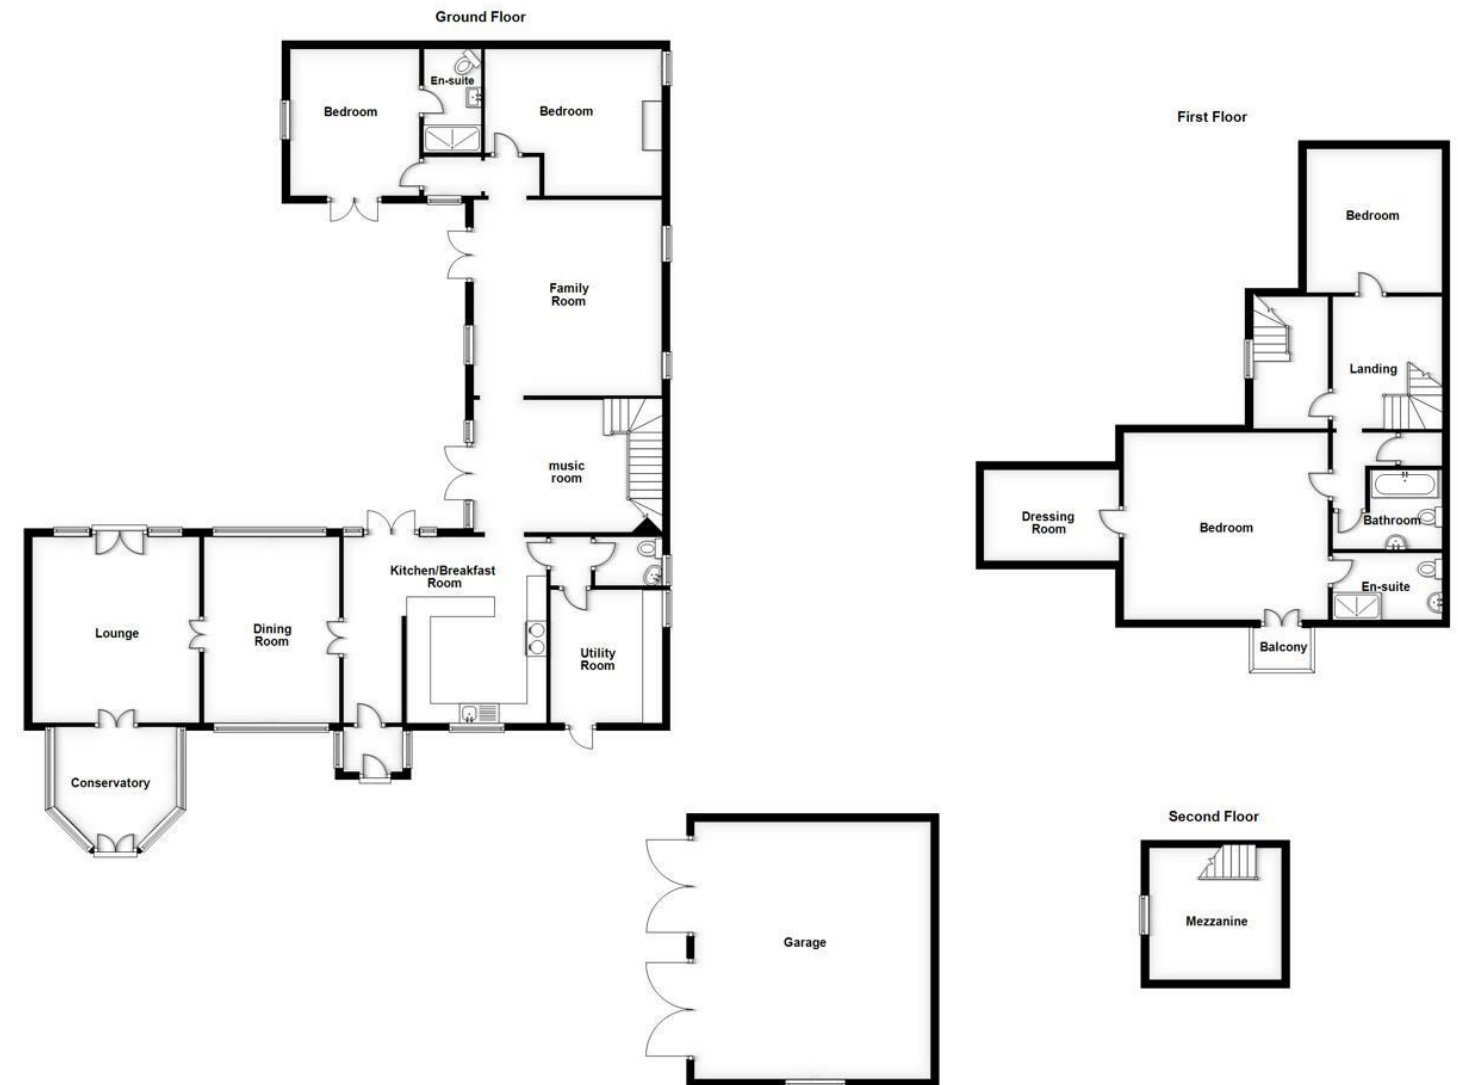 Ground Floor
Bedroom
En-suite
Bedroom
Family
Room
music
room
Kitchen/Breakfast
Room
Lounge
Dining
Room
Utility
Room
Conservatory
First Floor
Bedroom
Landing
Dressing
Room
Bedroom
Bathroom
En-suite
Balcony
Garage
Second Floor
Mezzanine